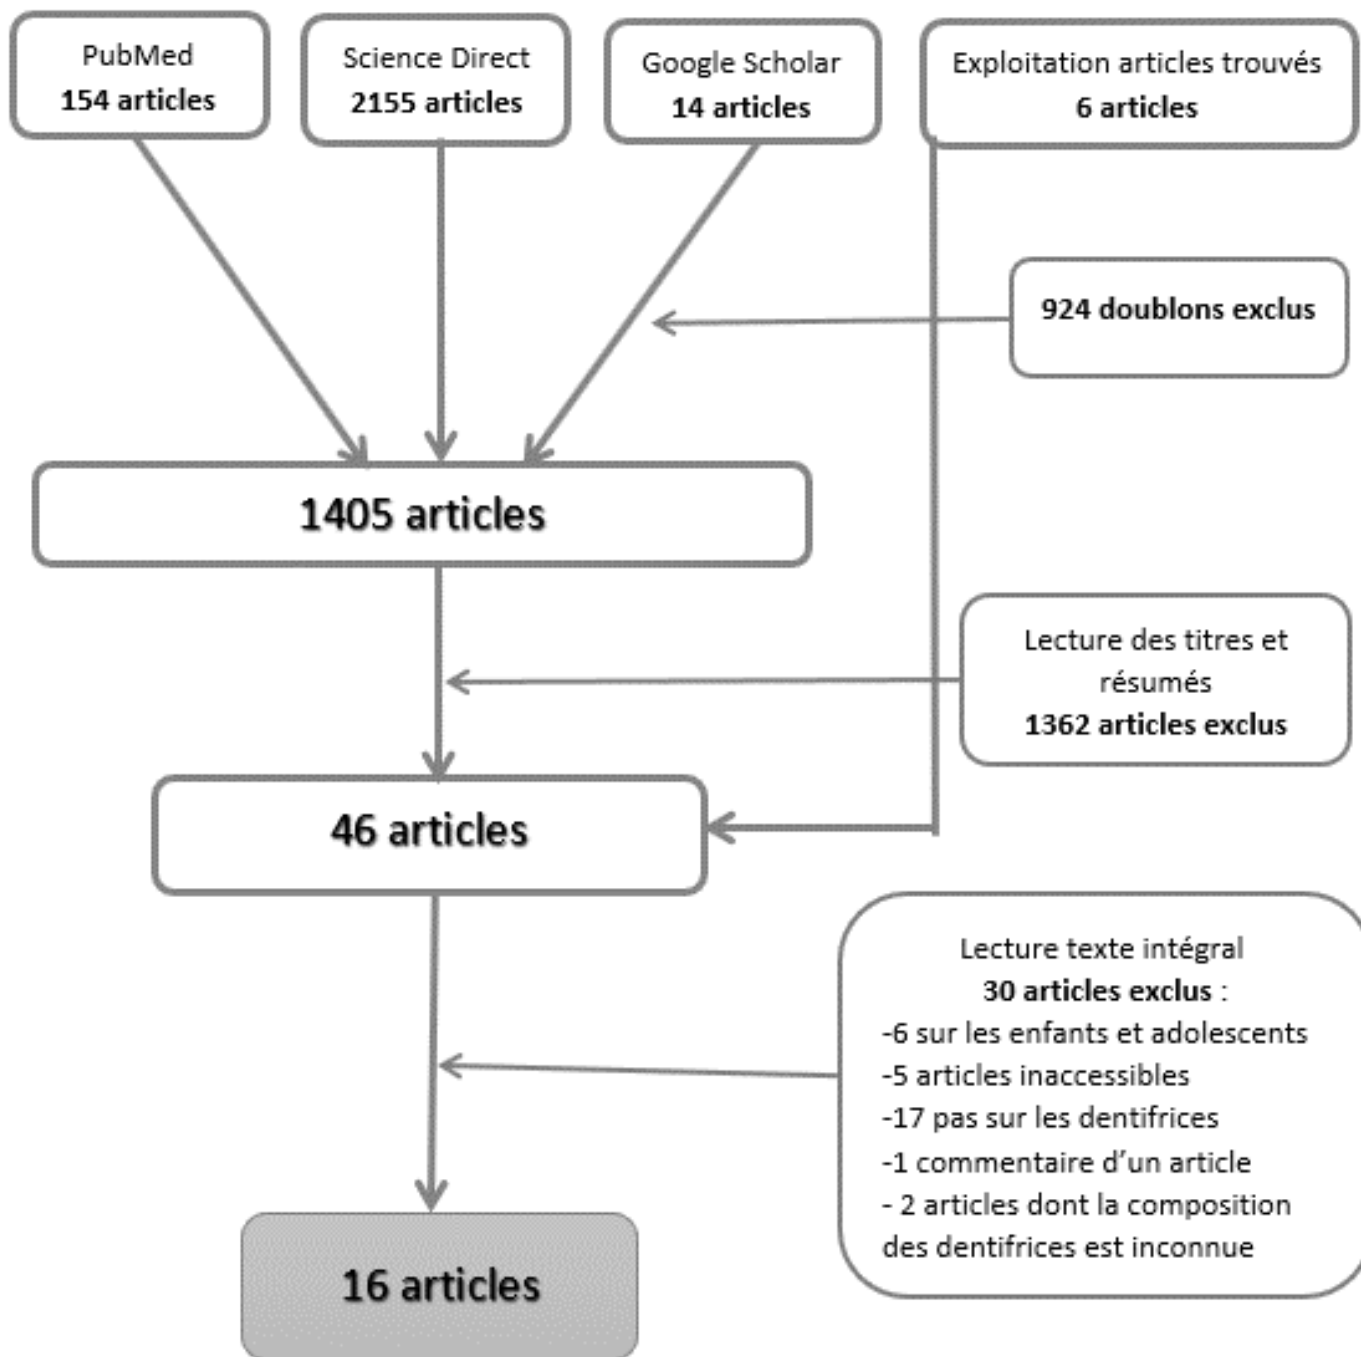 PubMed
154 articles
Science Direct
2155 articles
Google Scholar
14 articles
Exploitation articles trouvés
6 articles
924 doublons exclus
1405 articles
Lecture des titres et
résumés
1362 articles exclus
46 articles
Lecture texte intégral
30 articles exclus :
-6 sur les enfants et adolescents
-5 articles inaccessibles
-17 pas sur les dentifrices
-1 commentaire d'un article
- 2 articles dont la composition
des dentifrices est inconnue
16 articles